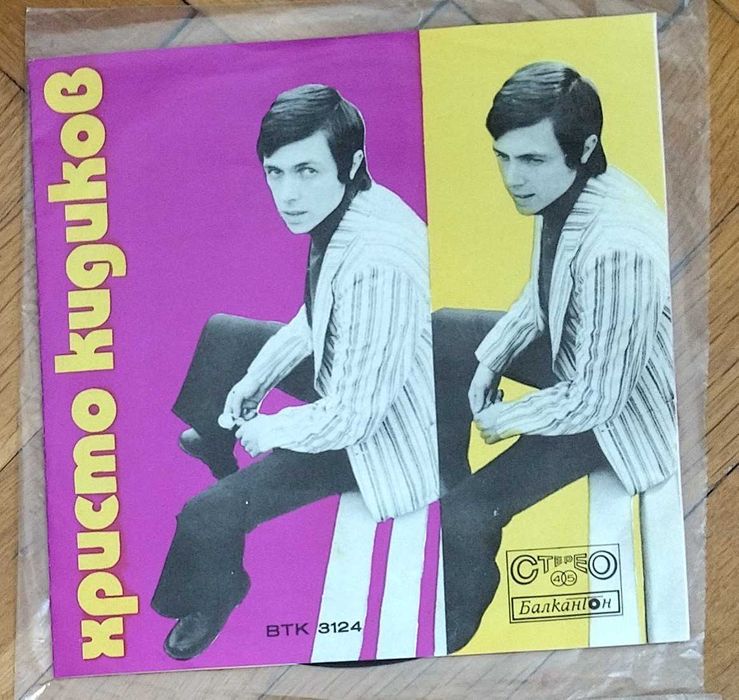 христо кидиков
ВТК 3124
СТЕРЕО
45
Балкантон